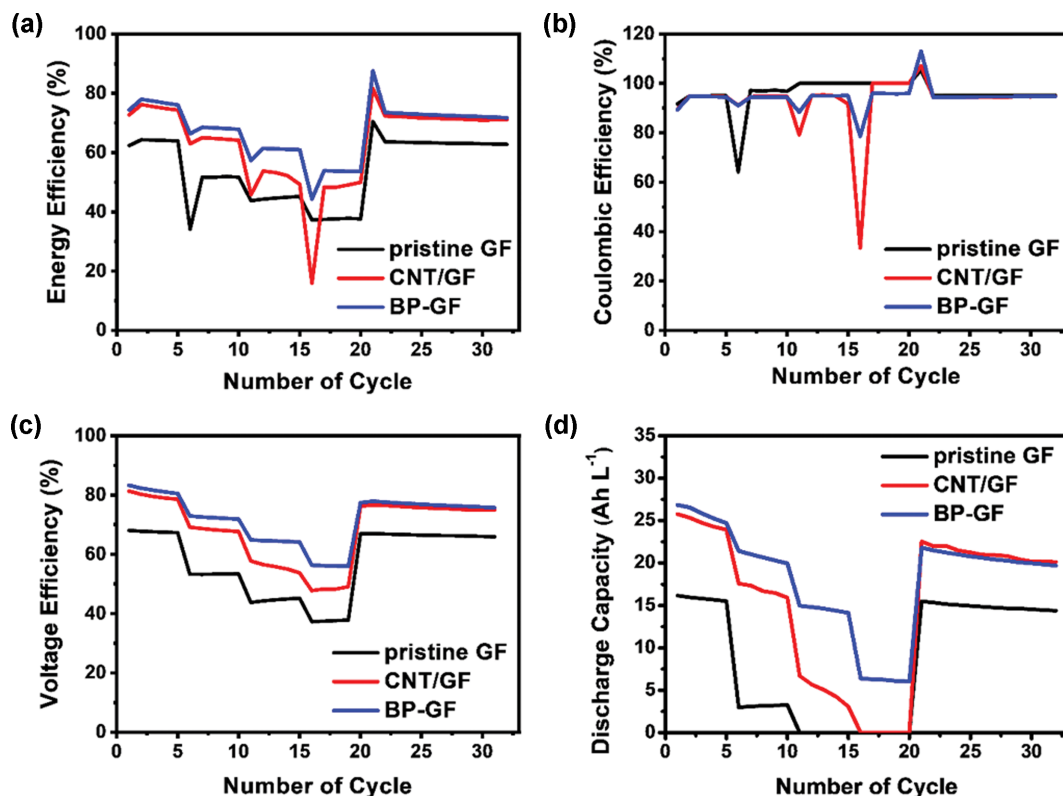 (a)
100
80
60
40
20
0
Energy Efficiency (%)
pristine GF
CNT/GF
BP-GF
0 5 10 15 20 25 30
Number of Cycle
(b)
120
100
80
60
40
20
0
Coulombic Efficiency (%)
pristine GF
CNT/GF
BP-GF
0 5 10 15 20 25 30
Number of Cycle
(c)
100
80
60
40
20
0
Voltage Efficiency (%)
pristine GF
CNT/GF
BP-GF
0 5 10 15 20 25 30
Number of Cycle
(d)
35
30
25
20
15
10
5
0
Discharge Capacity (Ah L⁻¹)
pristine GF
CNT/GF
BP-GF
0 5 10 15 20 25 30
Number of Cycle